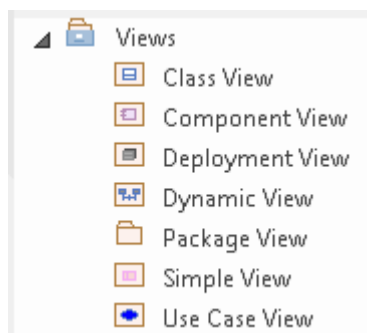 Views
Class View
Component View
Deployment View
Dynamic View
Package View
Simple View
Use Case View